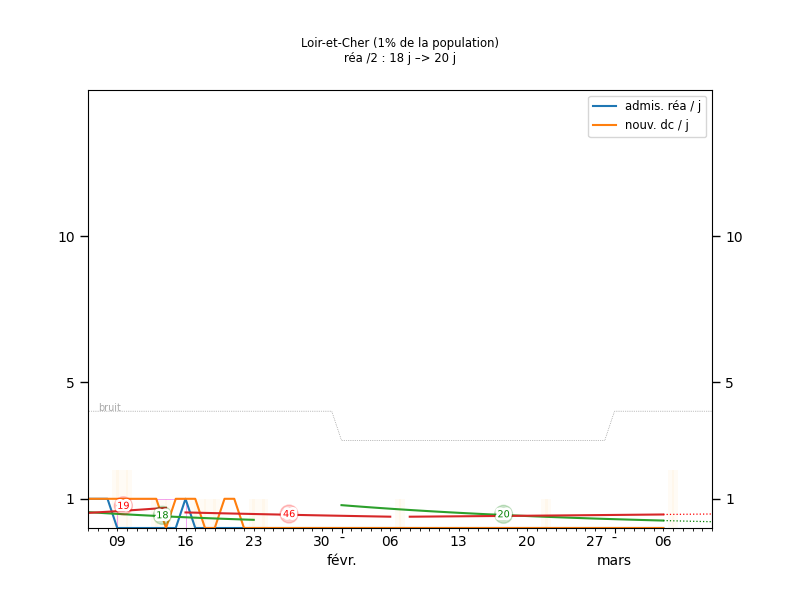 Loir-et-Cher (1% de la population)
réa /2 : 18 j –> 20 j
admis. réa / j
nouv. dc / j
10 10
5 5
bruit
1 1
19
18
46
20
09 16 23 30 - 06 13 20 27 - 06
févr. mars